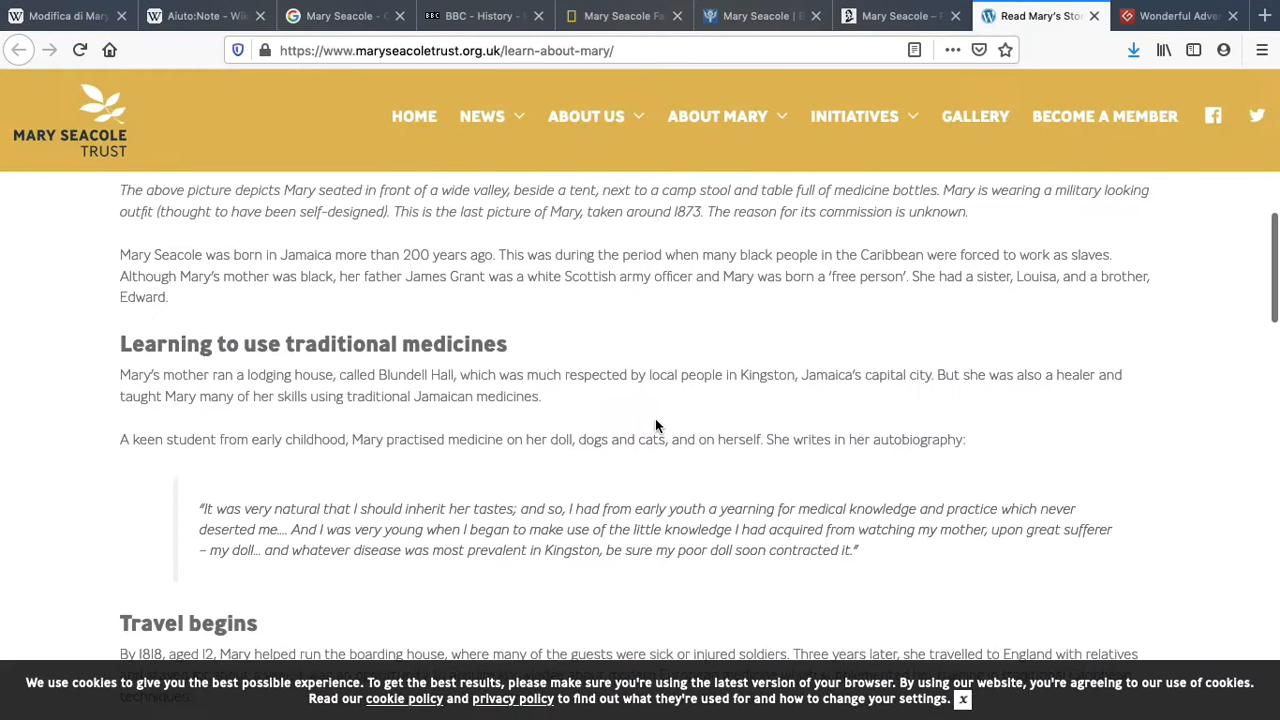 Modifica di Mary
Aiuto:Note - Wik
Mary Seacole - G
BBC - History -
Mary Seacole Fa
Mary Seacole | B
Mary Seacole –
Read Mary's Sto
Wonderful Adve
https://www.maryseacoletrust.org.uk/learn-about-mary/
MARY SEACOLE
TRUST
HOME NEWS ABOUT US ABOUT MARY INITIATIVES GALLERY BECOME A MEMBER
The above picture depicts Mary seated in front of a wide valley, beside a tent, next to a camp stool and table full of medicine bottles. Mary is wearing a military looking
outfit (thought to have been self-designed). This is the last picture of Mary, taken around 1873. The reason for its commission is unknown.
Mary Seacole was born in Jamaica more than 200 years ago. This was during the period when many black people in the Caribbean were forced to work as slaves.
Although Mary's mother was black, her father James Grant was a white Scottish army officer and Mary was born a 'free person'. She had a sister, Louisa, and a brother,
Edward.
Learning to use traditional medicines
Mary's mother ran a lodging house, called Blundell Hall, which was much respected by local people in Kingston, Jamaica's capital city. But she was also a healer and
taught Mary many of her skills using traditional Jamaican medicines.
A keen student from early childhood, Mary practised medicine on her doll, dogs and cats, and on herself. She writes in her autobiography:
"It was very natural that I should inherit her tastes; and so, I had from early youth a yearning for medical knowledge and practice which never
deserted me…. And I was very young when I began to make use of the little knowledge I had acquired from watching my mother, upon great sufferer
– my doll… and whatever disease was most prevalent in Kingston, be sure my poor doll soon contracted it."
Travel begins
By 1818, aged 12, Mary helped run the boarding house, where many of the guests were sick or injured soldiers. Three years later, she travelled to England with relatives
techniques.
We use cookies to give you the best possible experience. To get the best results, please make sure you're using the latest version of your browser. By using our website, you're agreeing to our use of cookies.
Read our cookie policy and privacy policy to find out what they're used for and how to change your settings. x